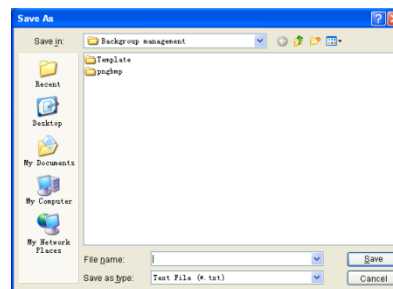 Save As
Save in:
Backgroup management
Template
pngbmp
Recent
Desktop
My Documents
My Computer
My Network
Places
File name:
Save
Save as type:
Text File (*.txt)
Cancel